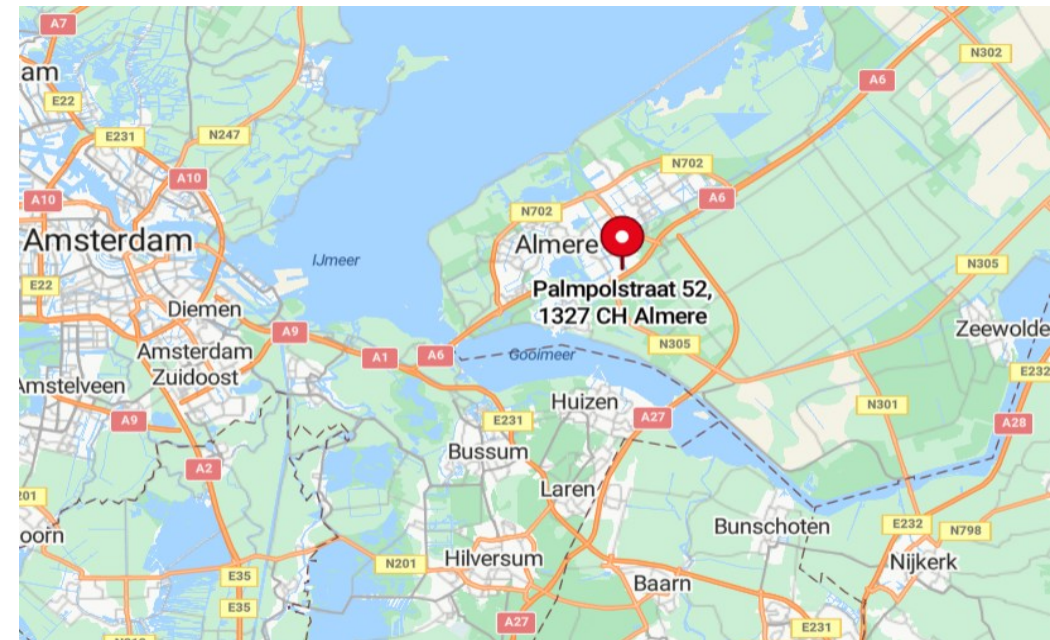 A7
N302
am
A6
E22
E231
N247
N702
A10
A10
A6
N702
Amsterdam
Almere
IJmeer
N305
E22
Palmpolstraat 52,
1327 CH Almere
Diemen
Zeewolde
A9
N305
Amsterdam
Zuidoost
A1
A6
Gooimeer
E232
Amstelveen
Huizen
N301
A9
E231
A27
A28
Bussum
A2
Laren
201
oorn
Bunschoten
E232
N798
Hilversum
N201
Nijkerk
E35
Baarn
E35
A27
E231